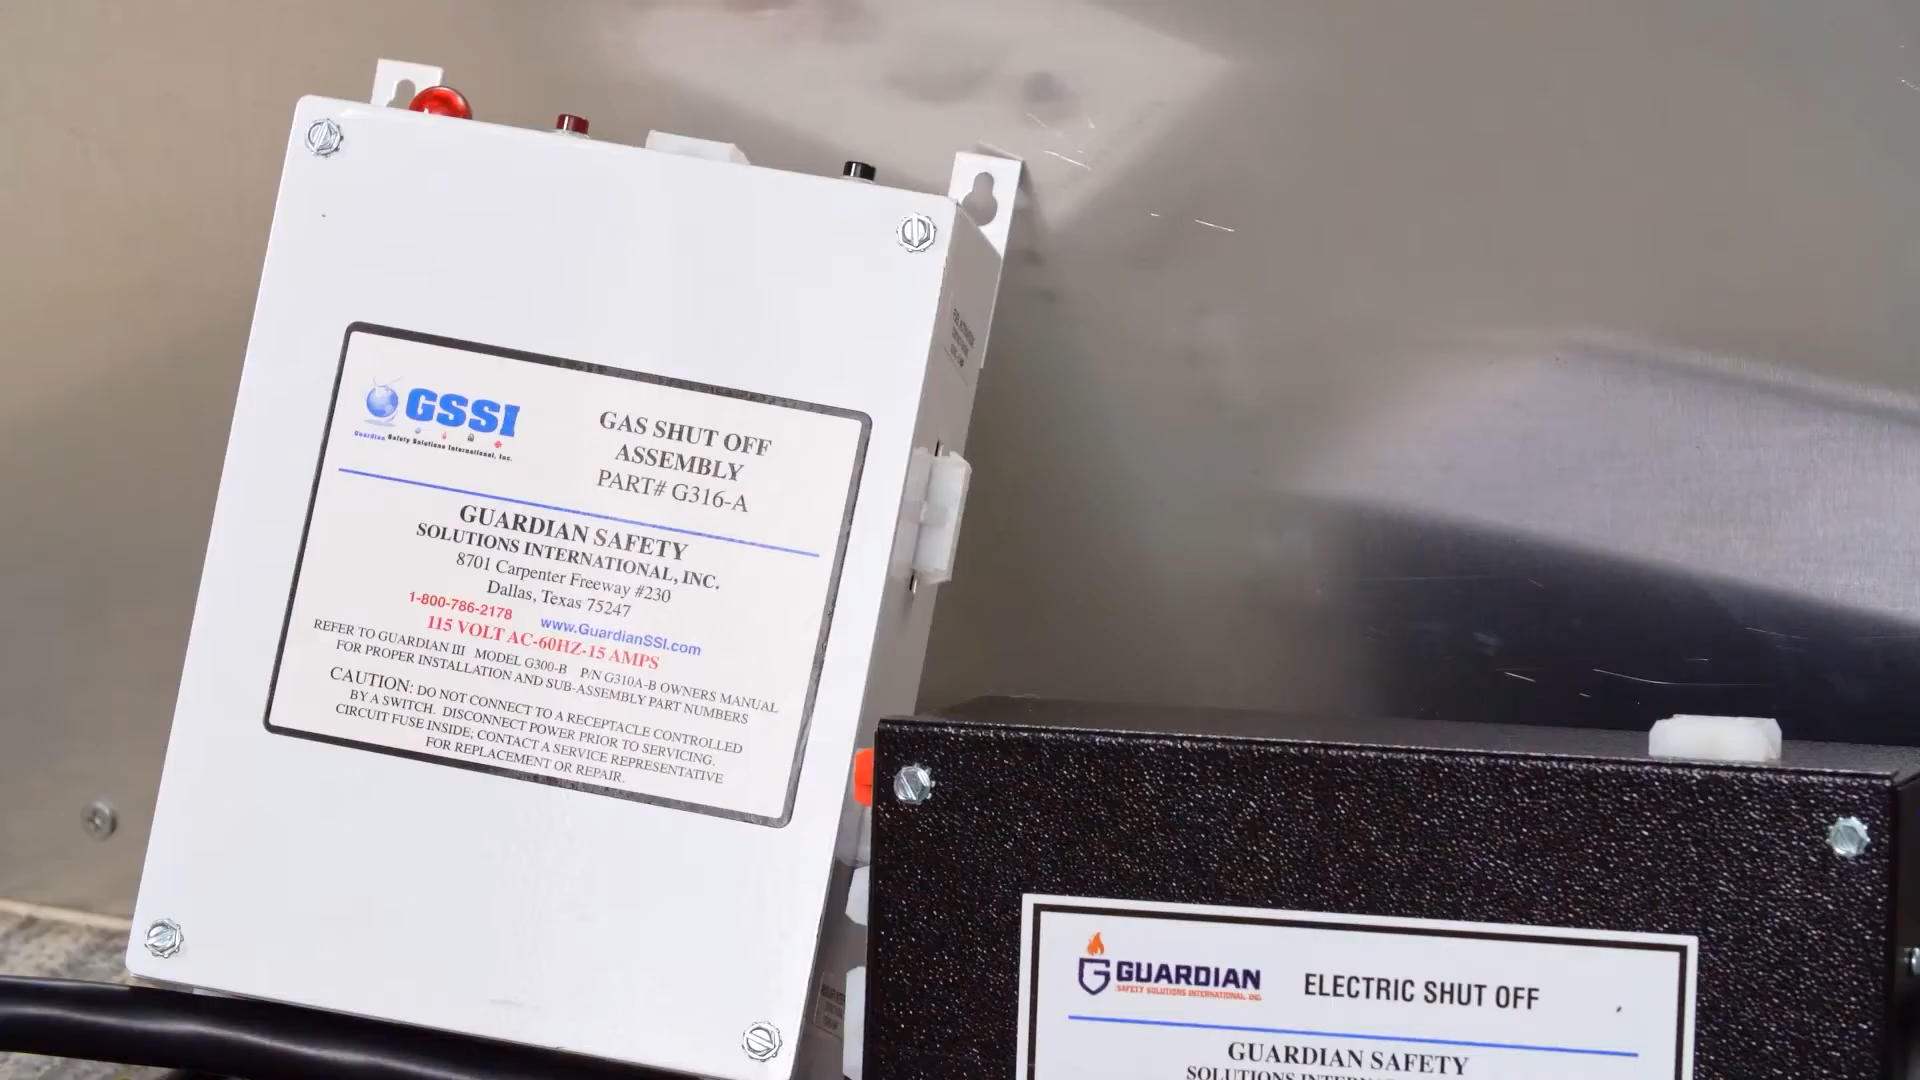 GSSI
Guardian Safety Solutions International, Inc.
GAS SHUT OFF
ASSEMBLY
PART# G316-A
GUARDIAN SAFETY
SOLUTIONS INTERNATIONAL, INC.
8701 Carpenter Freeway #230
Dallas, Texas 75247
1-800-786-2178 www.GuardianSSI.com
115 VOLT AC-60HZ-15 AMPS
REFER TO GUARDIAN III MODEL G300-B P/N G310A-B OWNERS MANUAL
FOR PROPER INSTALLATION AND SUB-ASSEMBLY PART NUMBERS
CAUTION: DO NOT CONNECT TO A RECEPTACLE CONTROLLED
BY A SWITCH. DISCONNECT POWER PRIOR TO SERVICING.
CIRCUIT FUSE INSIDE; CONTACT A SERVICE REPRESENTATIVE
FOR REPLACEMENT OR REPAIR.
GUARDIAN
SAFETY SOLUTIONS INTERNATIONAL, INC.
ELECTRIC SHUT OFF
GUARDIAN SAFETY
SOLUTIONS